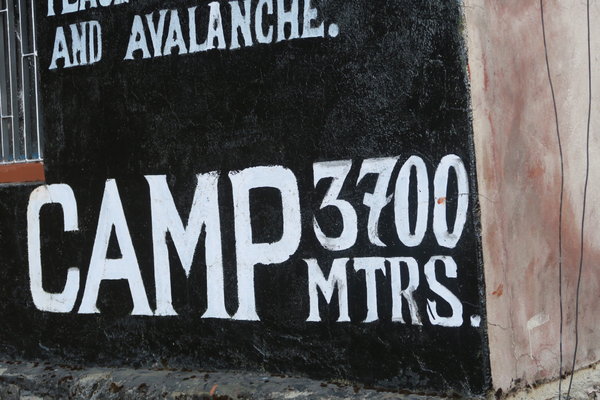 AND AVALANCHE.
CAMP 3700
MTRS.